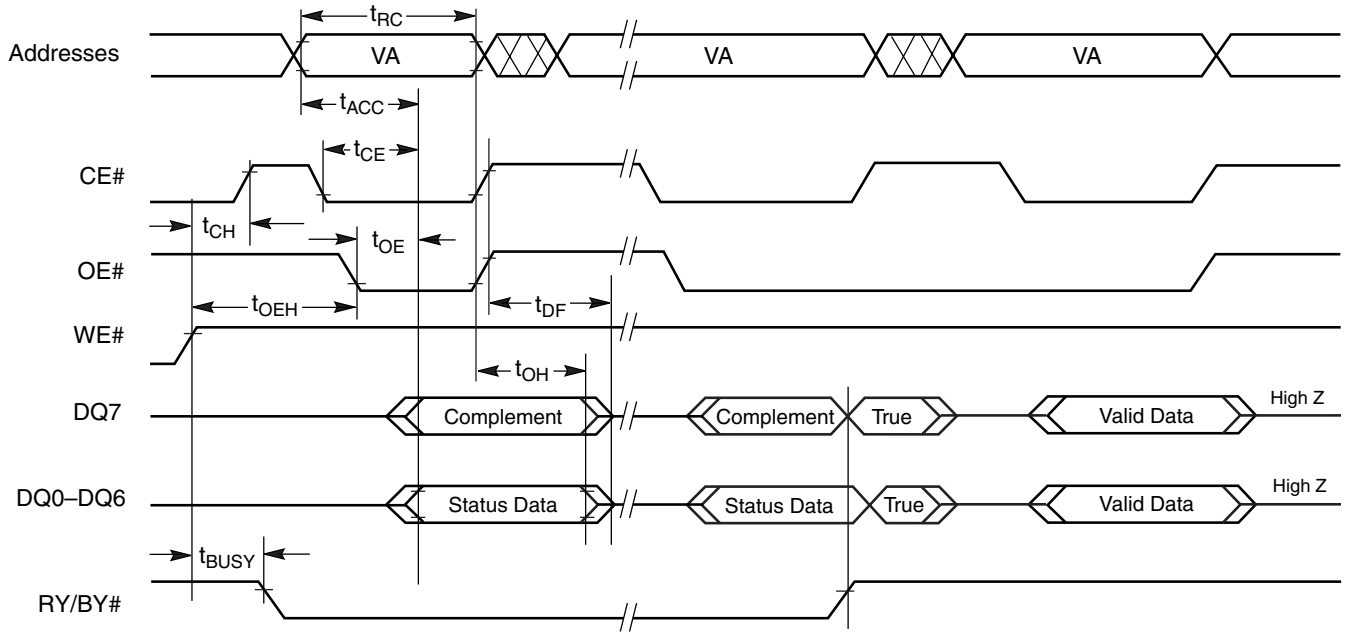 tRC
Addresses VA VA VA
tACC
tCE
CE#
tCH
tOE
OE#
tOEH
tDF
WE#
tOH
DQ7 Complement Complement True Valid Data High Z
DQ0–DQ6 Status Data Status Data True Valid Data High Z
tBUSY
RY/BY#